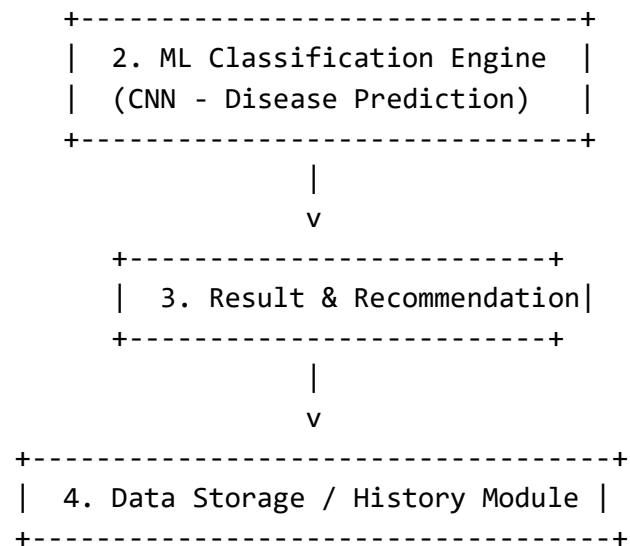 +-------------------------------+
| 2. ML Classification Engine |
| (CNN - Disease Prediction) |
+-------------------------------+
|
v
+--------------------------+
| 3. Result & Recommendation|
+--------------------------+
|
v
+------------------------------------+
| 4. Data Storage / History Module |
+------------------------------------+